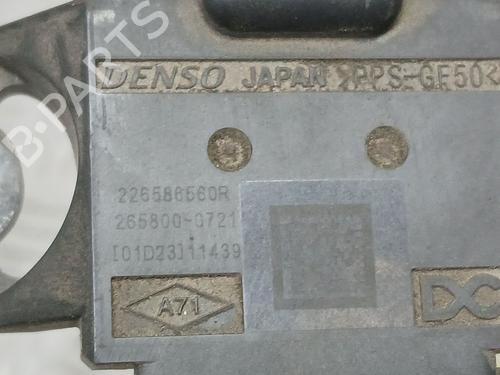 DENSO JAPAN >PPS-GF50<
226586560R
265800-0721
[01D23]11439
A71 DC
B-PARTS